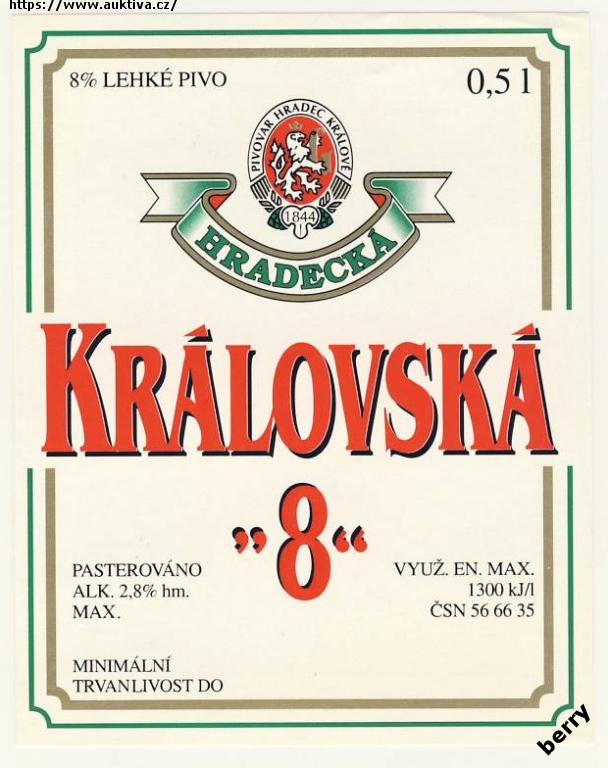 https://www.auktiva.cz/
8% LEHKÉ PIVO
0,5 l
PIVOVAR HRADEC KRÁLOVÉ
1844
HRADECKÁ
KRÁLOVSKÁ
„8“
PASTEROVÁNO
ALK. 2,8% hm.
MAX.
VYUŽ. EN. MAX.
1300 kJ/l
ČSN 56 66 35
MINIMÁLNÍ
TRVANLIVOST DO
berry